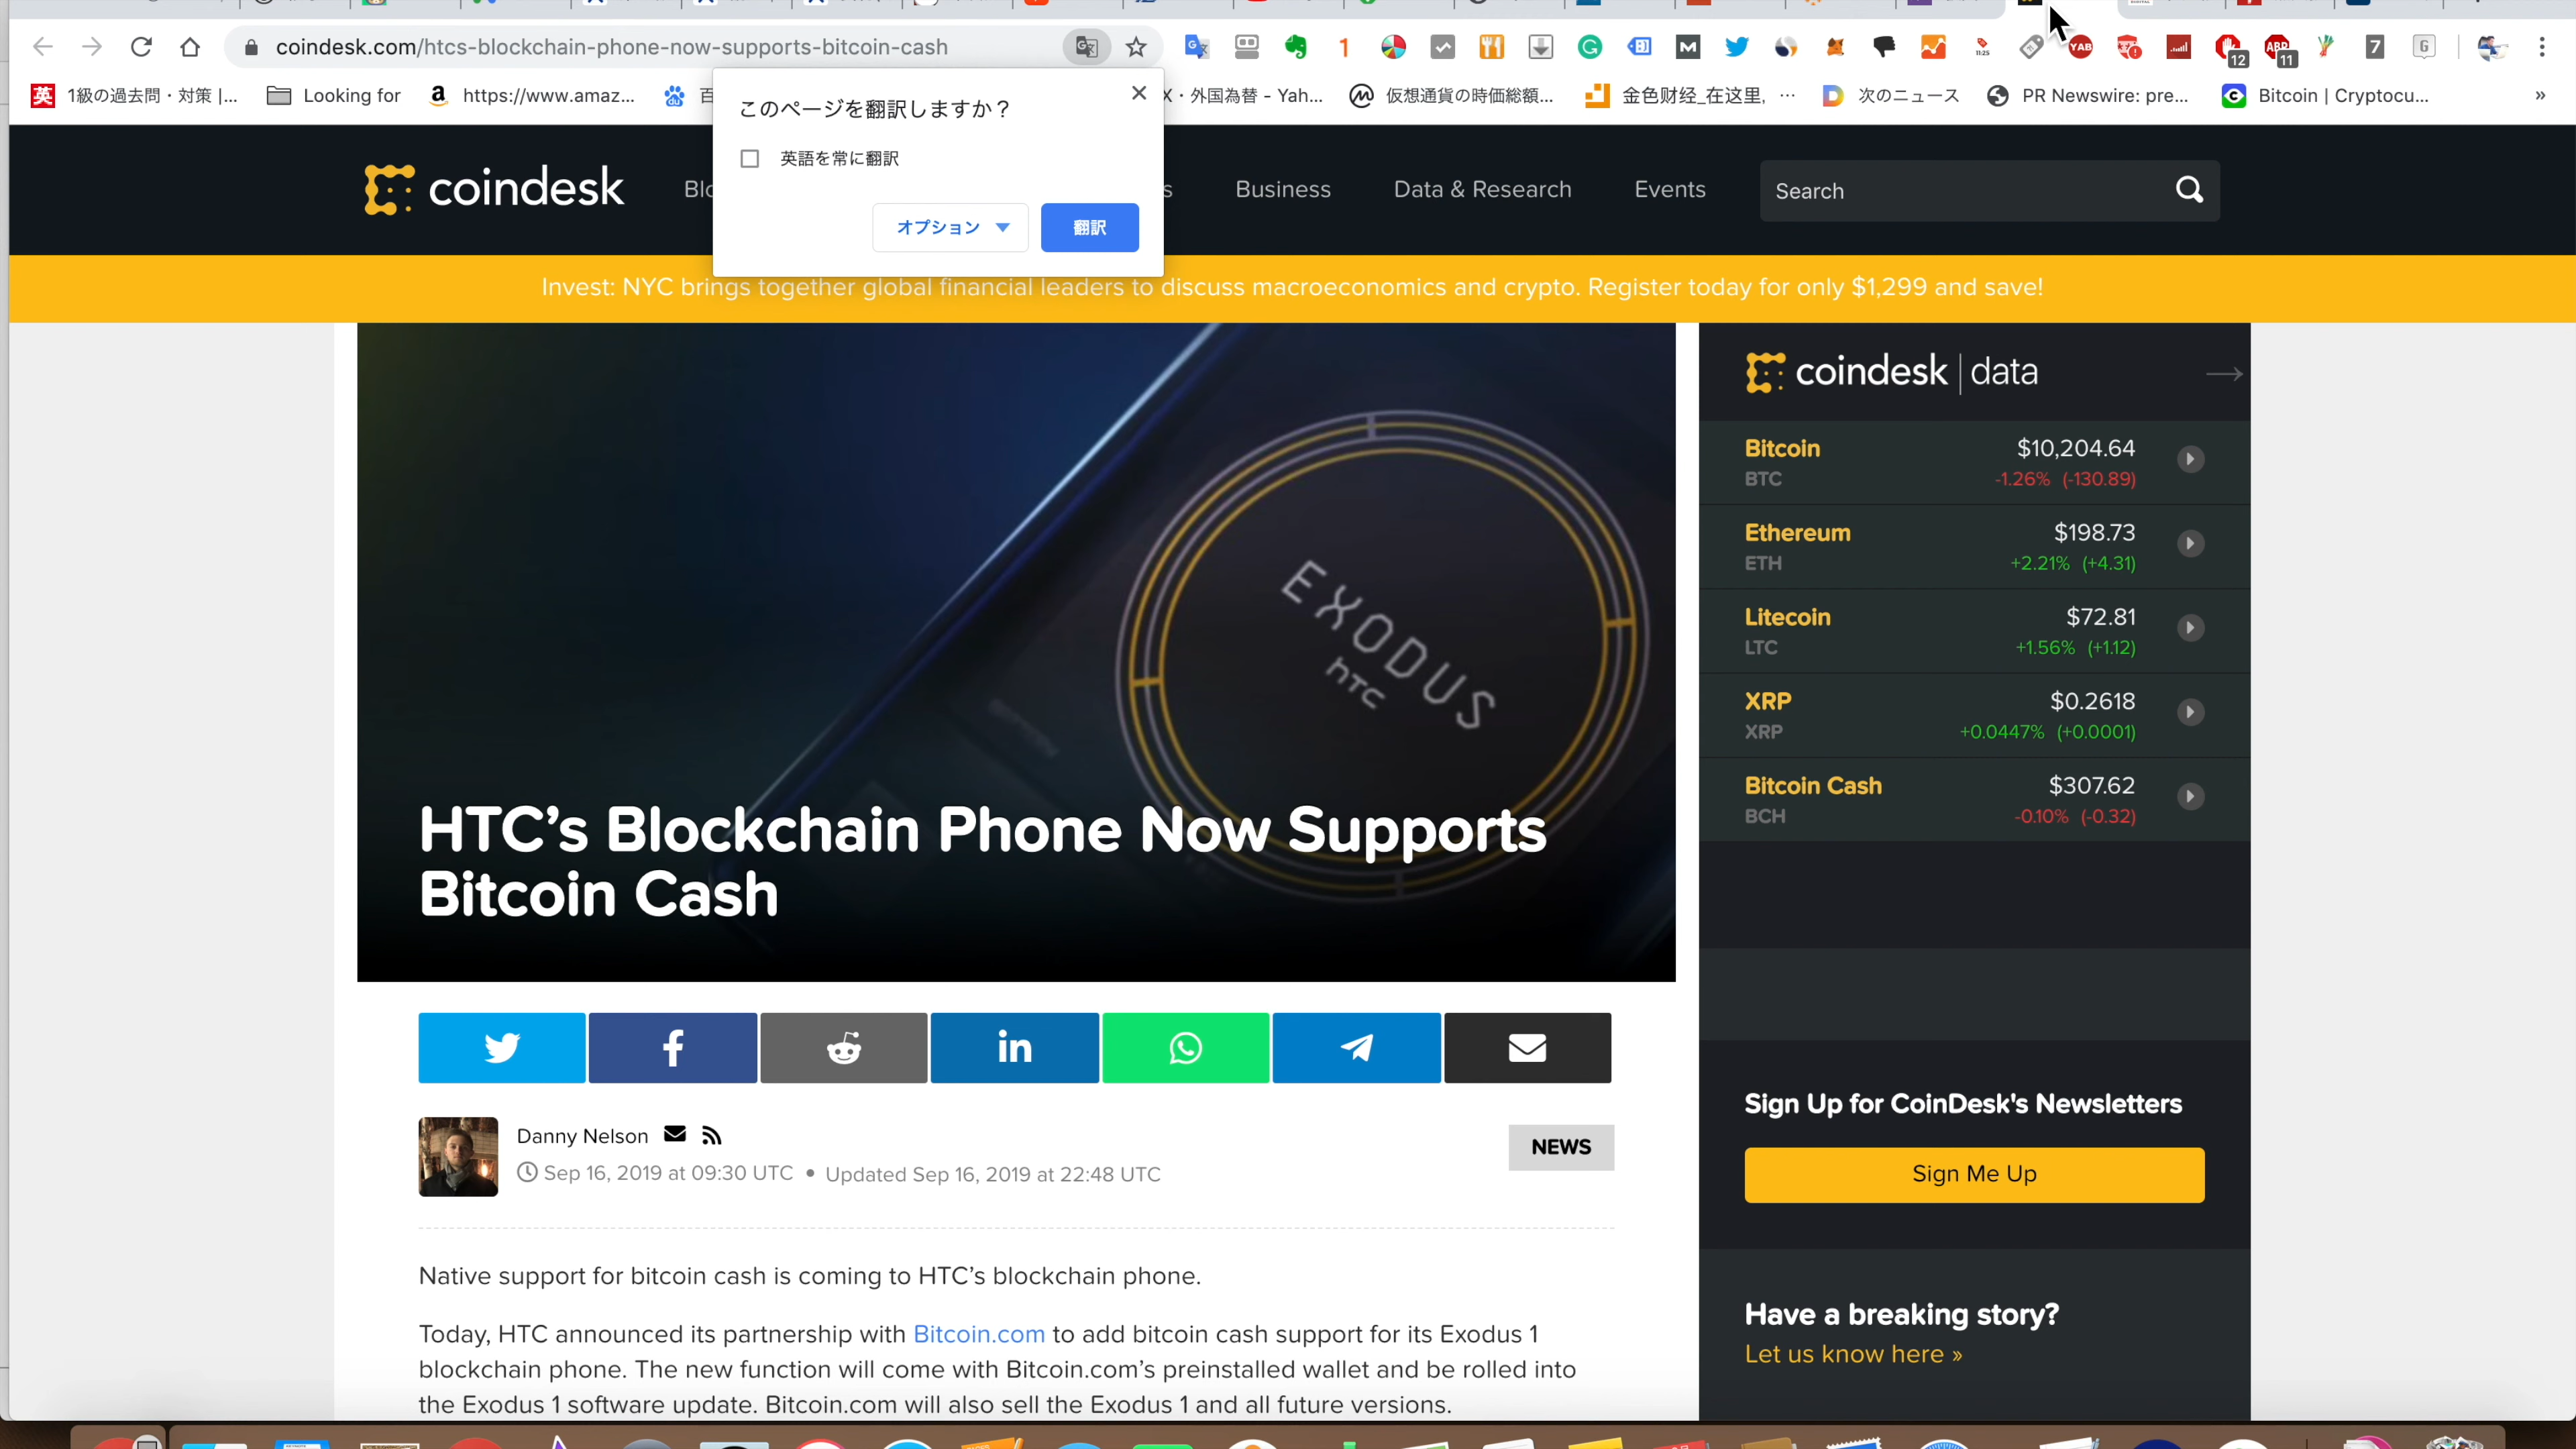 coindesk.com/htcs-blockchain-phone-now-supports-bitcoin-cash
1級の過去問・対策 |...
Looking for
https://www.amaz...
X・外国為替 - Yah...
仮想通貨の時価総額...
金色财经_在这里, ...
次のニュース
PR Newswire: pre...
Bitcoin | Cryptocu...
»
このページを翻訳しますか？
英語を常に翻訳
オプション
翻訳
coindesk
Business
Data & Research
Events
Search
Invest: NYC brings together global financial leaders to discuss macroeconomics and crypto. Register today for only $1,299 and save!
EXODUS
hTC
HTC’s Blockchain Phone Now Supports
Bitcoin Cash
Danny Nelson
Sep 16, 2019 at 09:30 UTC • Updated Sep 16, 2019 at 22:48 UTC
NEWS
Native support for bitcoin cash is coming to HTC’s blockchain phone.
Today, HTC announced its partnership with Bitcoin.com to add bitcoin cash support for its Exodus 1
blockchain phone. The new function will come with Bitcoin.com’s preinstalled wallet and be rolled into
the Exodus 1 software update. Bitcoin.com will also sell the Exodus 1 and all future versions.
coindesk | data
Bitcoin $10,204.64
BTC -1.26% (-130.89)
Ethereum $198.73
ETH +2.21% (+4.31)
Litecoin $72.81
LTC +1.56% (+1.12)
XRP $0.2618
XRP +0.0447% (+0.0001)
Bitcoin Cash $307.62
BCH -0.10% (-0.32)
Sign Up for CoinDesk's Newsletters
Sign Me Up
Have a breaking story?
Let us know here »